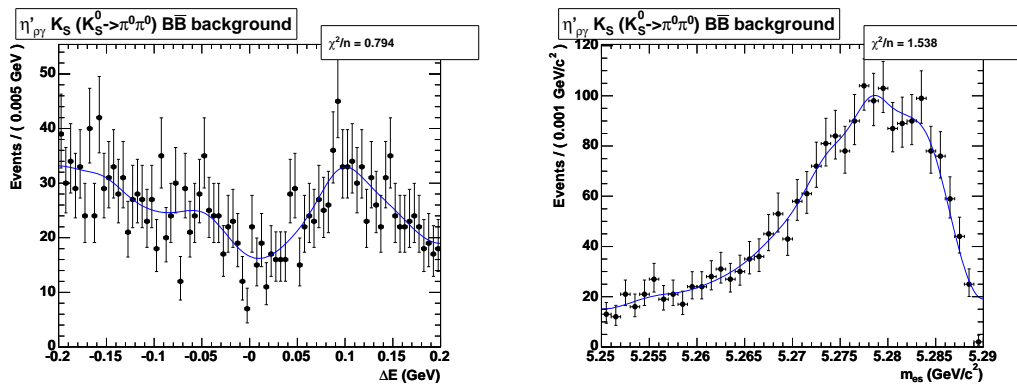 η'ργ KS (K0S->π0π0) BB̅ background
χ2/n = 0.794
Events / ( 0.005 GeV )
50
40
30
20
10
0
-0.2 -0.15 -0.1 -0.05 -0 0.05 0.1 0.15 0.2
ΔE (GeV)
η'ργ KS (K0S->π0π0) BB̅ background
χ2/n = 1.538
Events / ( 0.001 GeV/c2 )
120
100
80
60
40
20
0
5.25 5.255 5.26 5.265 5.27 5.275 5.28 5.285 5.29
mes (GeV/c2)